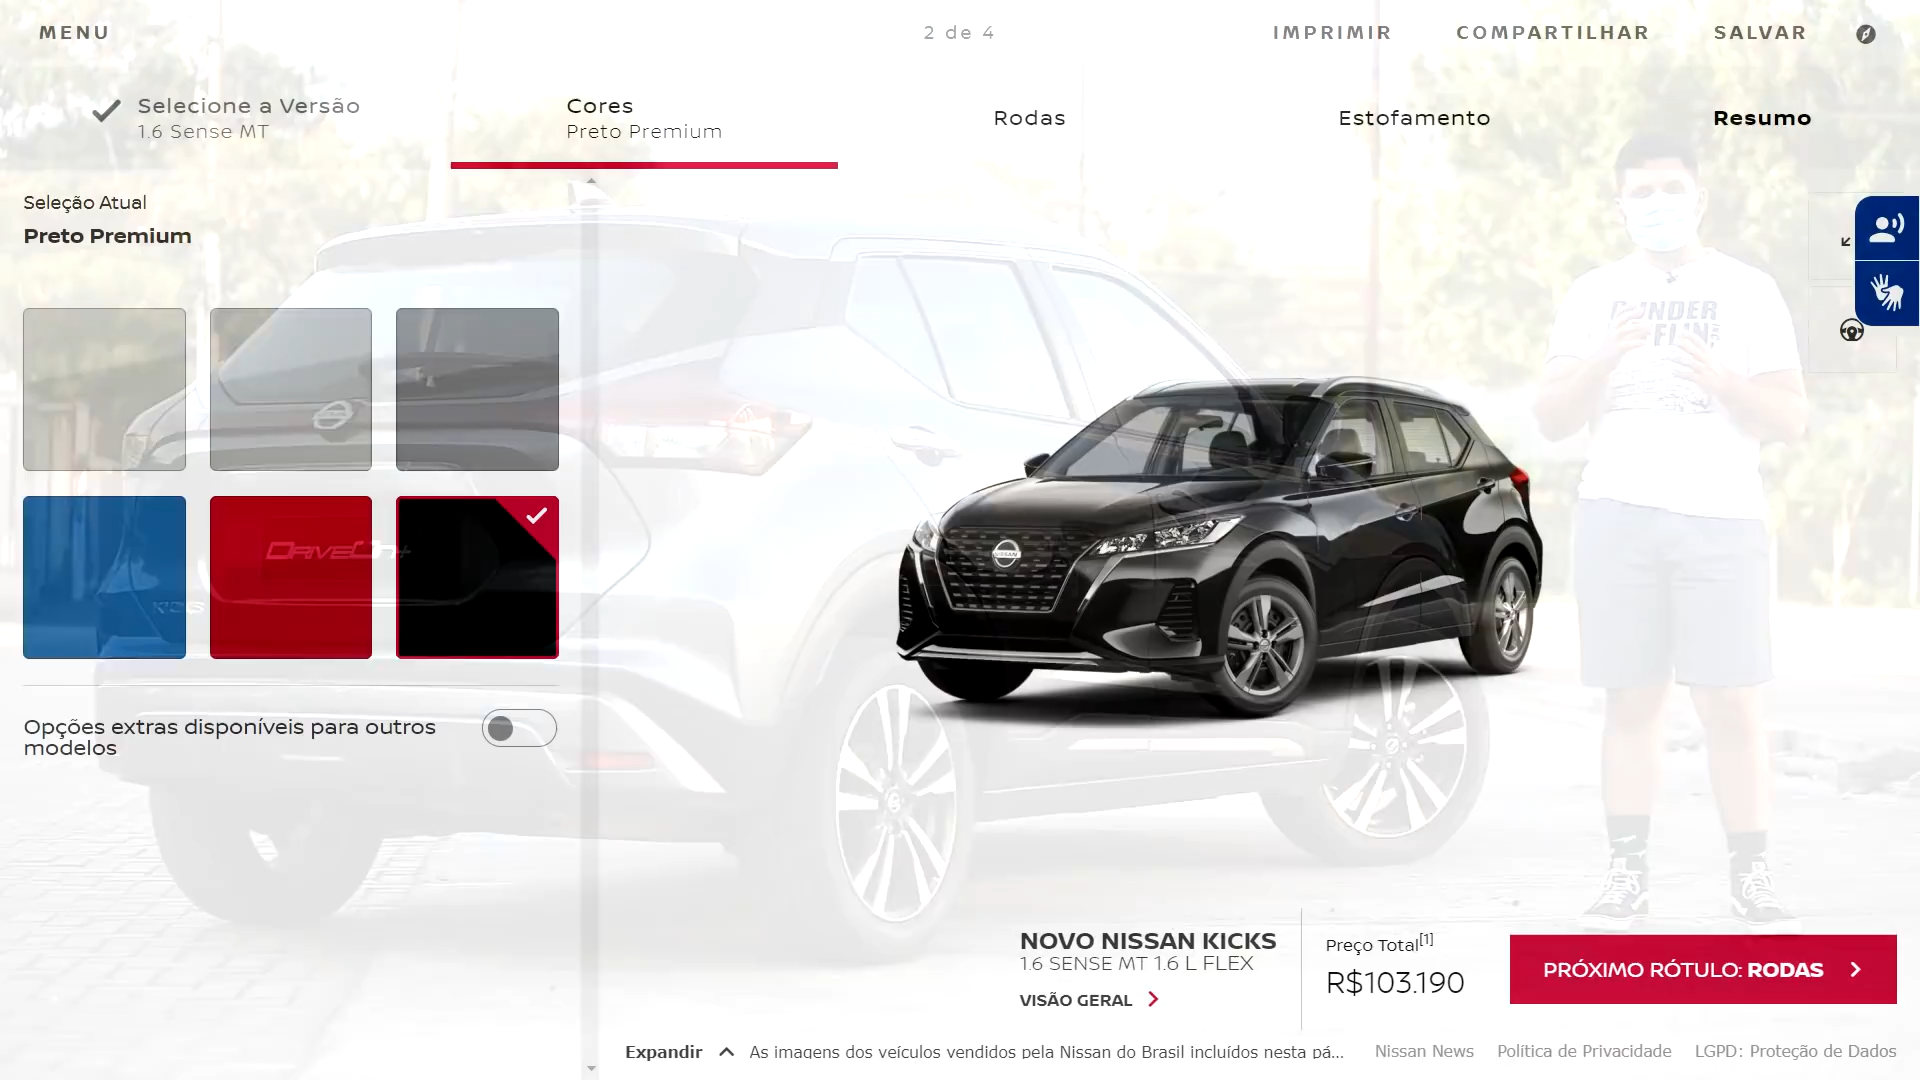 MENU
2 de 4
IMPRIMIR
COMPARTILHAR
SALVAR
Selecione a Versão
1.6 Sense MT
Cores
Preto Premium
Rodas
Estofamento
Resumo
Seleção Atual
Preto Premium
NISSAN
DRIVEON+
KICKS
Opções extras disponíveis para outros
modelos
NOVO NISSAN KICKS
1.6 SENSE MT 1.6 L FLEX
VISÃO GERAL
Preço Total[1]
R$103.190
PRÓXIMO RÓTULO: RODAS
Expandir
As imagens dos veículos vendidos pela Nissan do Brasil incluídos nesta pá...
Nissan News
Política de Privacidade
LGPD: Proteção de Dados